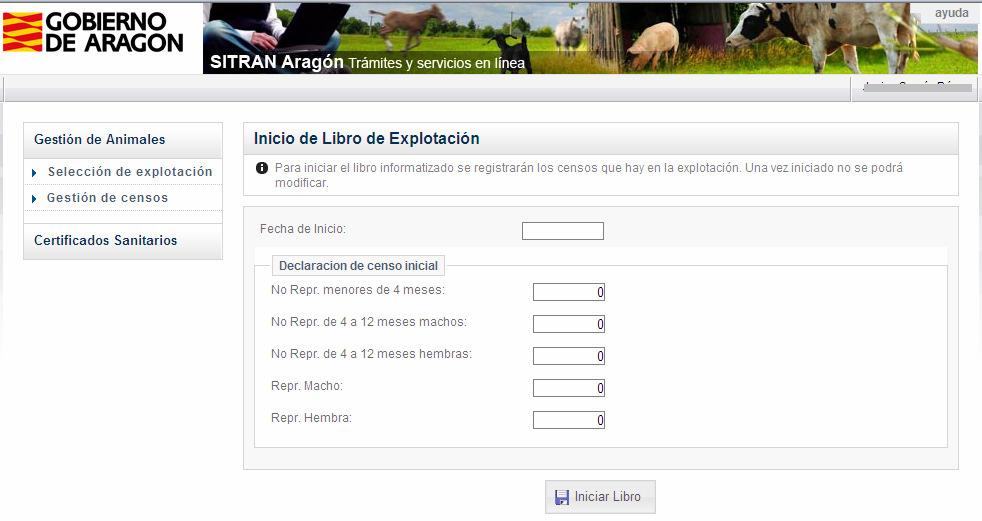 GOBIERNO
DE ARAGON
ayuda
SITRAN Aragón Trámites y servicios en línea
Gestión de Animales
Selección de explotación
Gestión de censos
Certificados Sanitarios
Inicio de Libro de Explotación
Para iniciar el libro informatizado se registrarán los censos que hay en la explotación. Una vez iniciado no se podrá
modificar.
Fecha de Inicio:
Declaracion de censo inicial
No Repr. menores de 4 meses: 0
No Repr. de 4 a 12 meses machos: 0
No Repr. de 4 a 12 meses hembras: 0
Repr. Macho: 0
Repr. Hembra: 0
Iniciar Libro